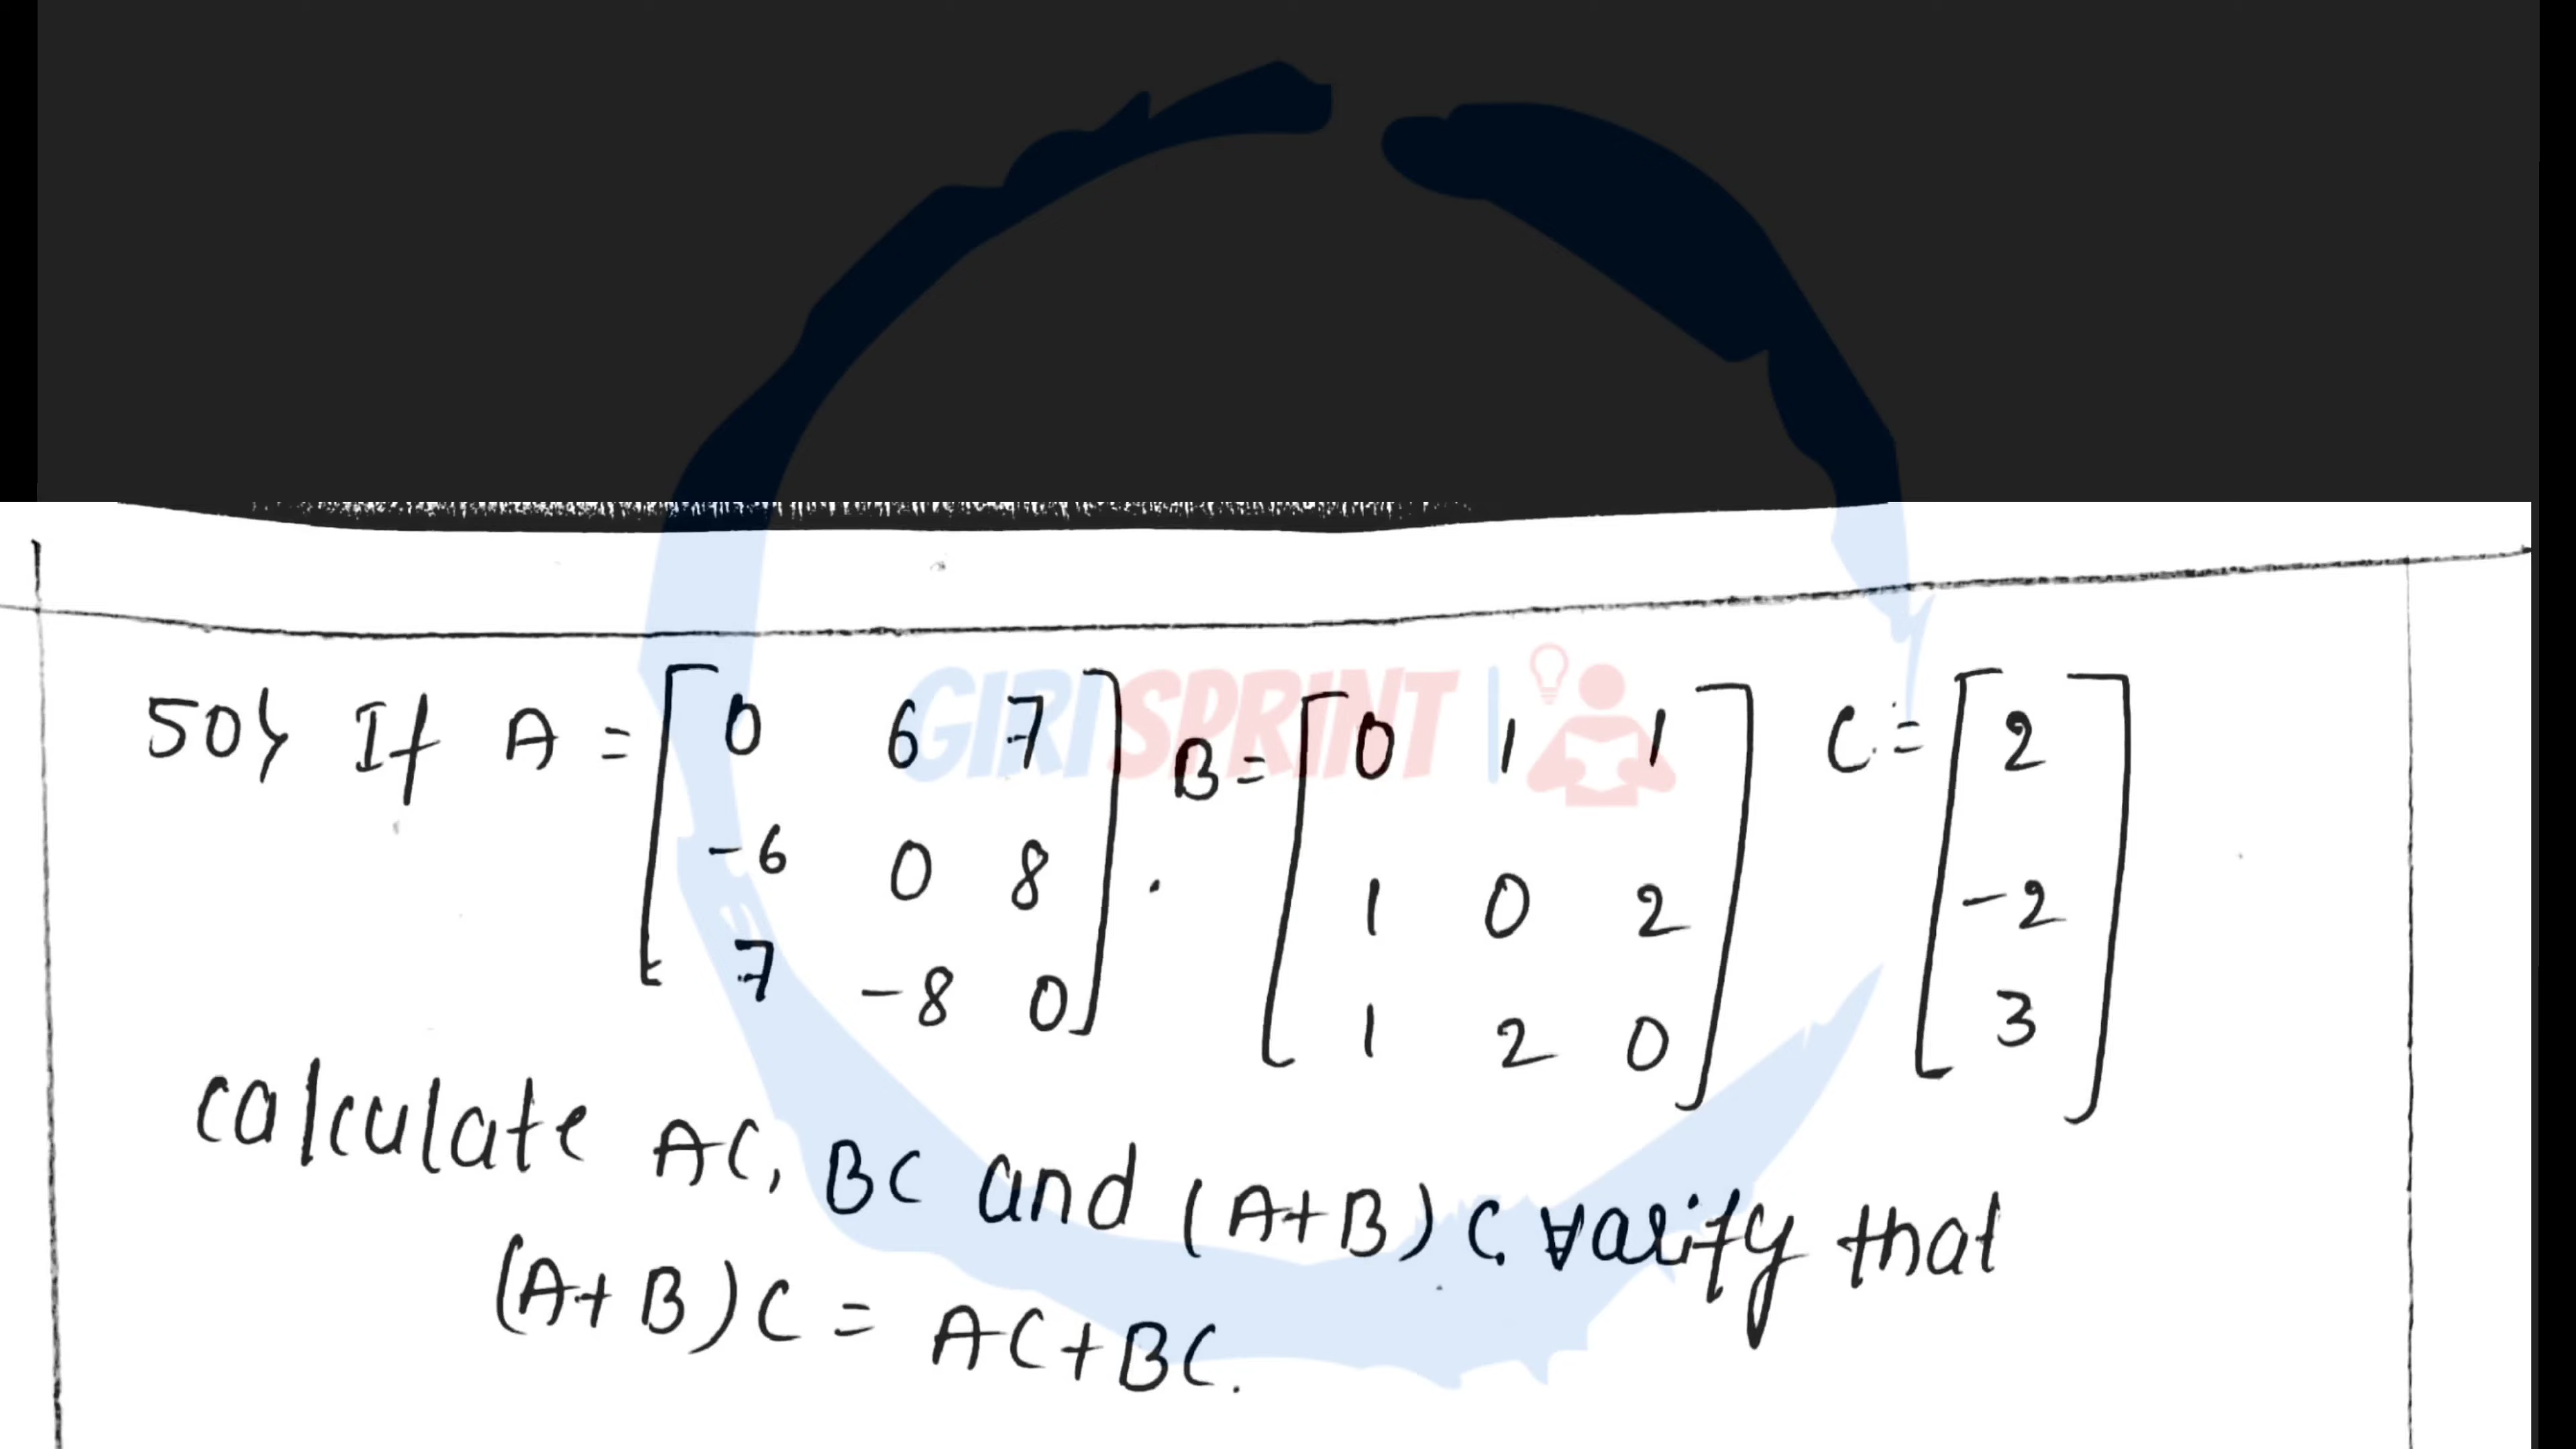 50} If A = [0 6 7 B = [0 1 1] C = [2]
-6 0 8 . 1 0 2 -2
7 -8 0] 1 2 0] 3]
calculate AC, BC and (A+B) C. varify that
(A+B)C = AC+BC.
GIRISPRINT